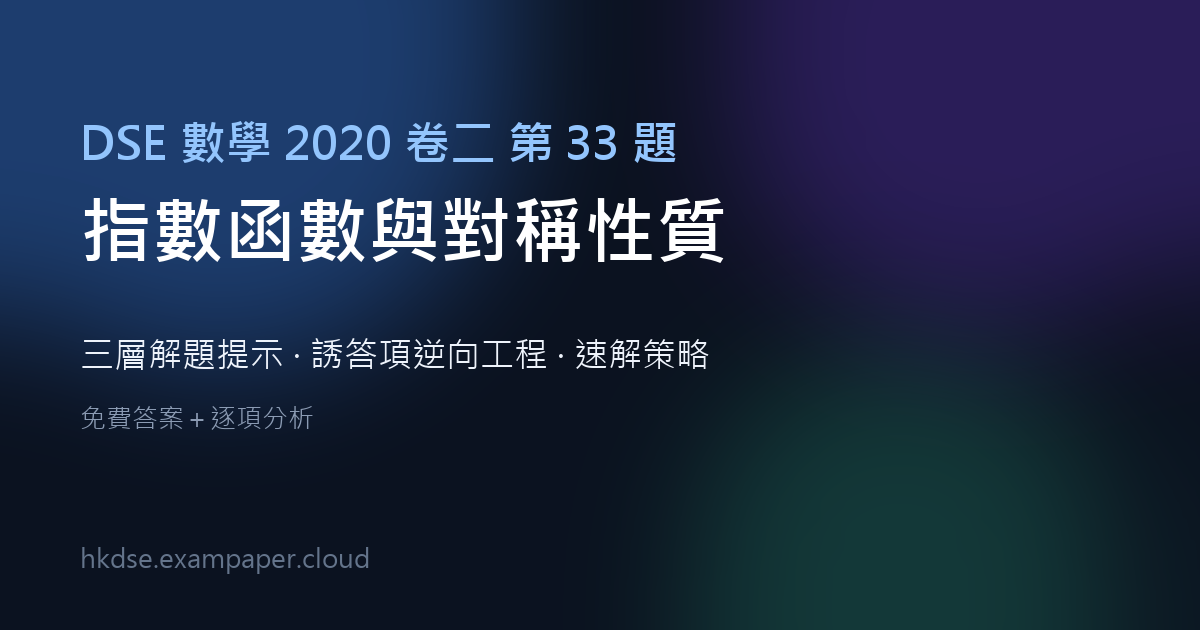 DSE 數學 2020 卷二 第 33 題
指數函數與對稱性質
三層解題提示 · 誘答項逆向工程 · 速解策略
免費答案 + 逐項分析
hkdse.exampaper.cloud